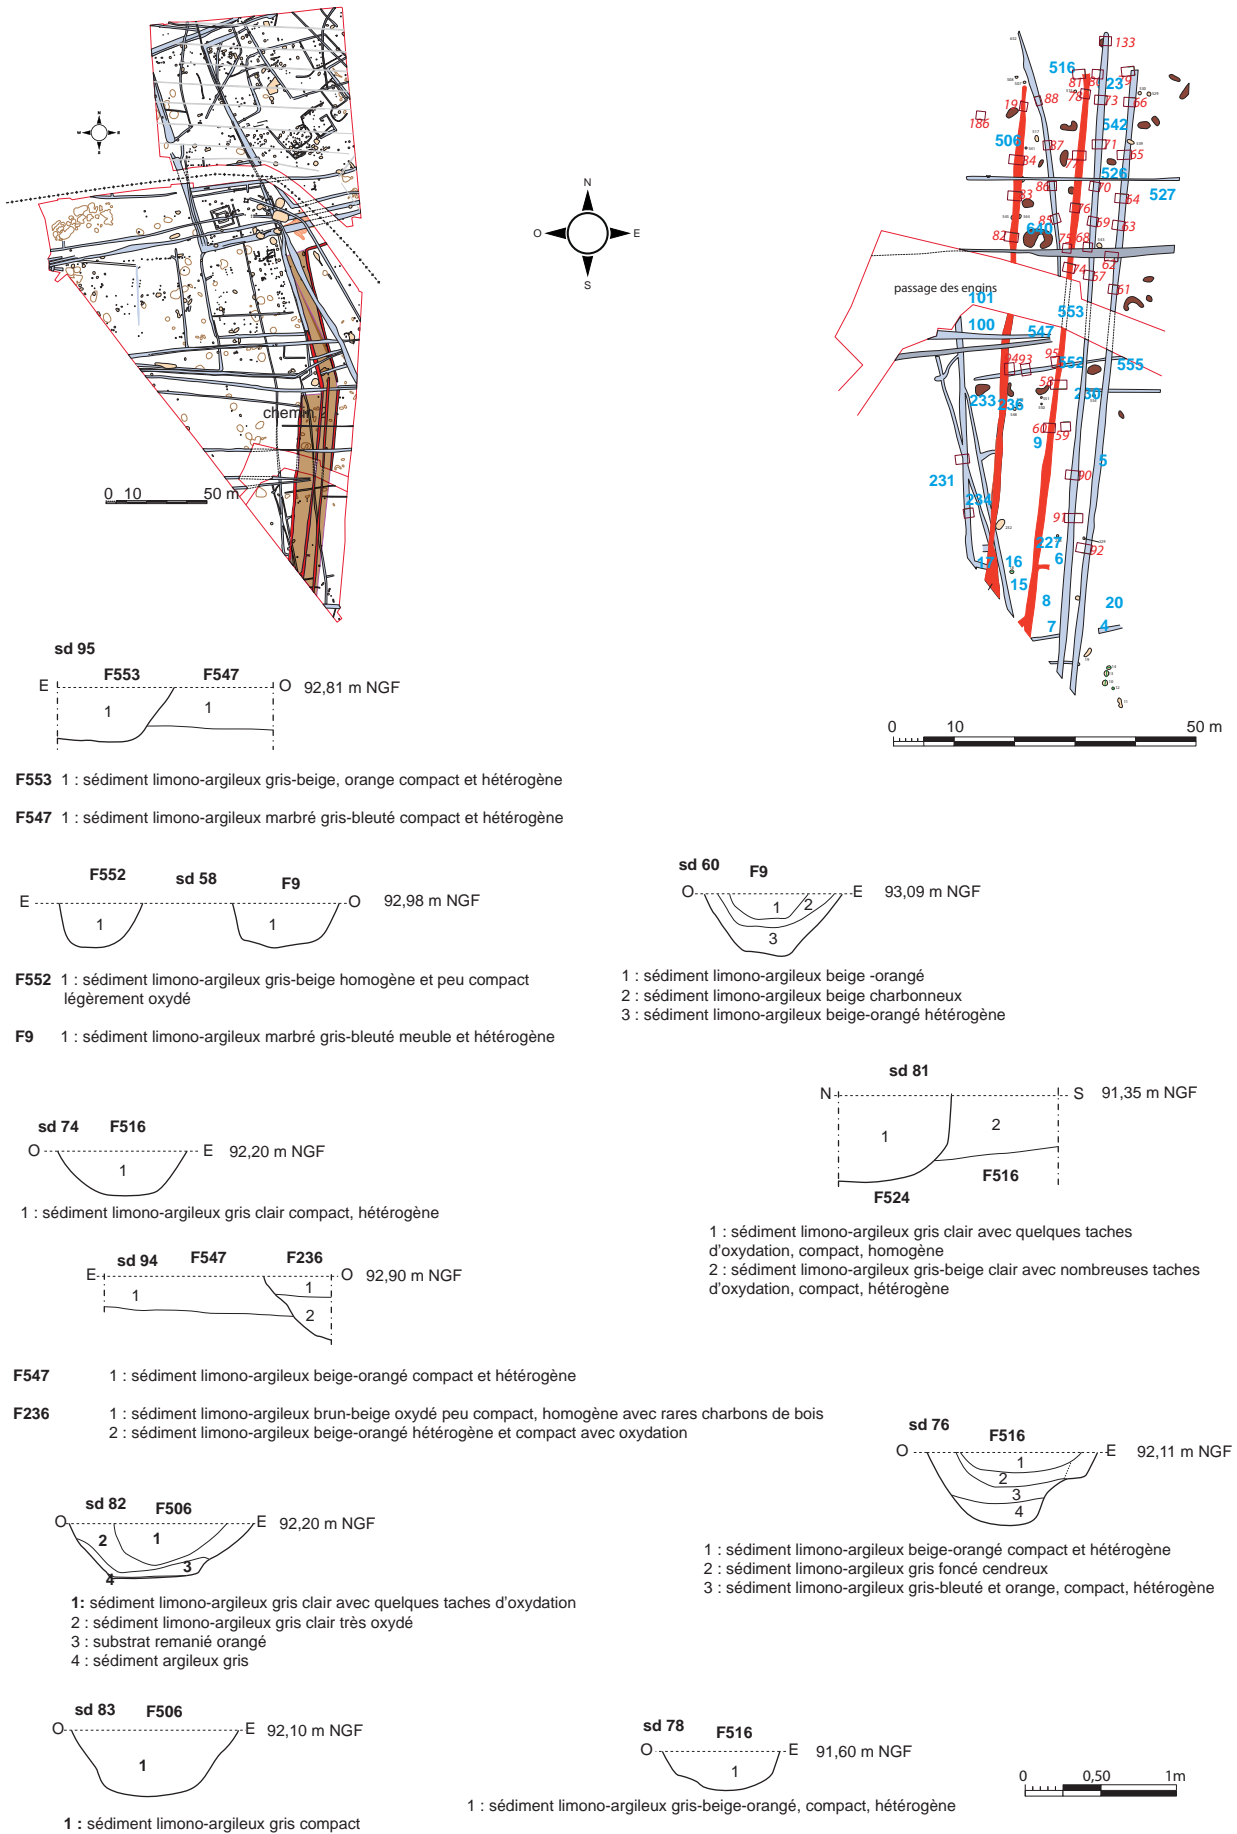 N
O
E
S
chemin 2
0 10 50 m
133
516
81
80
23
79
78
73
66
191
88
186
542
506
87
71
65
84
77
526
86
70
527
83
76
64
85
69
63
640
82
75
68
62
74
67
61
passage des engins
101
553
100
547
95
552
9493
555
58
230
233
236
60
59
9
5
231
90
234
91
227
92
6
17
16
15
8
20
7
4
0 10 50 m
sd 95
F553 F547
E O 92,81 m NGF
1 1
F553 1 : sédiment limono-argileux gris-beige, orange compact et hétérogène
F547 1 : sédiment limono-argileux marbré gris-bleuté compact et hétérogène
F552 sd 58 F9
E O 92,98 m NGF
1 1
F552 1 : sédiment limono-argileux gris-beige homogène et peu compact
légèrement oxydé
F9 1 : sédiment limono-argileux marbré gris-bleuté meuble et hétérogène
sd 60 F9
O E 93,09 m NGF
1 2
3
1 : sédiment limono-argileux beige -orangé
2 : sédiment limono-argileux beige charbonneux
3 : sédiment limono-argileux beige-orangé hétérogène
sd 81
N S 91,35 m NGF
1 2
F516
F524
1 : sédiment limono-argileux gris clair avec quelques taches
d'oxydation, compact, homogène
2 : sédiment limono-argileux gris-beige clair avec nombreuses taches
d'oxydation, compact, hétérogène
sd 74 F516
O E 92,20 m NGF
1
1 : sédiment limono-argileux gris clair compact, hétérogène
sd 94 F547 F236
E O 92,90 m NGF
1 1
2
F547 1 : sédiment limono-argileux beige-orangé compact et hétérogène
F236 1 : sédiment limono-argileux brun-beige oxydé peu compact, homogène avec rares charbons de bois
2 : sédiment limono-argileux beige-orangé hétérogène et compact avec oxydation
sd 76 F516
O E 92,11 m NGF
1
2
3
4
1 : sédiment limono-argileux beige-orangé compact et hétérogène
2 : sédiment limono-argileux gris foncé cendreux
3 : sédiment limono-argileux gris-bleuté et orange, compact, hétérogène
sd 82 F506
O E 92,20 m NGF
2 1
3
4
1: sédiment limono-argileux gris clair avec quelques taches d'oxydation
2 : sédiment limono-argileux gris clair très oxydé
3 : substrat remanié orangé
4 : sédiment argileux gris
sd 83 F506
O E 92,10 m NGF
1
1 : sédiment limono-argileux gris compact
sd 78 F516
O E 91,60 m NGF
1
1 : sédiment limono-argileux gris-beige-orangé, compact, hétérogène
0 0,50 1m